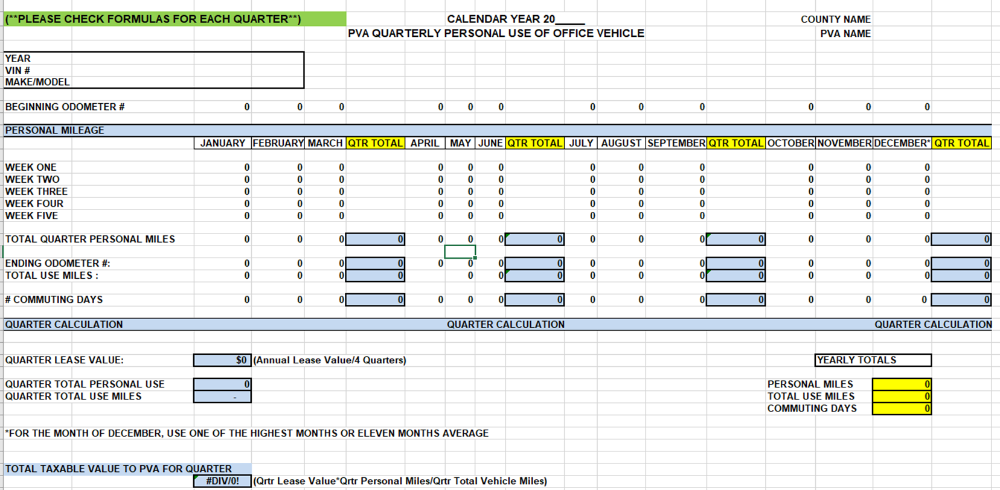 (**PLEASE CHECK FORMULAS FOR EACH QUARTER**) CALENDAR YEAR 20_____ COUNTY NAME
PVA QUARTERLY PERSONAL USE OF OFFICE VEHICLE PVA NAME
YEAR
VIN #
MAKE/MODEL
BEGINNING ODOMETER # 0 0 0 0 0 0 0 0 0 0 0 0
PERSONAL MILEAGE
JANUARY FEBRUARY MARCH QTR TOTAL APRIL MAY JUNE QTR TOTAL JULY AUGUST SEPTEMBER QTR TOTAL OCTOBER NOVEMBER DECEMBER* QTR TOTAL
WEEK ONE 0 0 0 0 0 0 0 0 0 0 0 0
WEEK TWO 0 0 0 0 0 0 0 0 0 0 0 0
WEEK THREE 0 0 0 0 0 0 0 0 0 0 0 0
WEEK FOUR 0 0 0 0 0 0 0 0 0 0 0 0
WEEK FIVE 0 0 0 0 0 0 0 0 0 0 0 0
TOTAL QUARTER PERSONAL MILES 0 0 0 0 0 0 0 0 0 0 0 0 0 0 0 0
ENDING ODOMETER #: 0 0 0 0 0 0 0 0 0 0 0 0 0 0 0 0
TOTAL USE MILES : 0 0 0 0 0 0 0 0 0 0 0 0 0 0 0
# COMMUTING DAYS 0 0 0 0 0 0 0 0 0 0 0 0 0 0 0 0
QUARTER CALCULATION QUARTER CALCULATION QUARTER CALCULATION
QUARTER LEASE VALUE: $0 (Annual Lease Value/4 Quarters) YEARLY TOTALS
QUARTER TOTAL PERSONAL USE 0 PERSONAL MILES 0
QUARTER TOTAL USE MILES - TOTAL USE MILES 0
COMMUTING DAYS 0
*FOR THE MONTH OF DECEMBER, USE ONE OF THE HIGHEST MONTHS OR ELEVEN MONTHS AVERAGE
TOTAL TAXABLE VALUE TO PVA FOR QUARTER
#DIV/0! (Qrtr Lease Value*Qrtr Personal Miles/Qrtr Total Vehicle Miles)